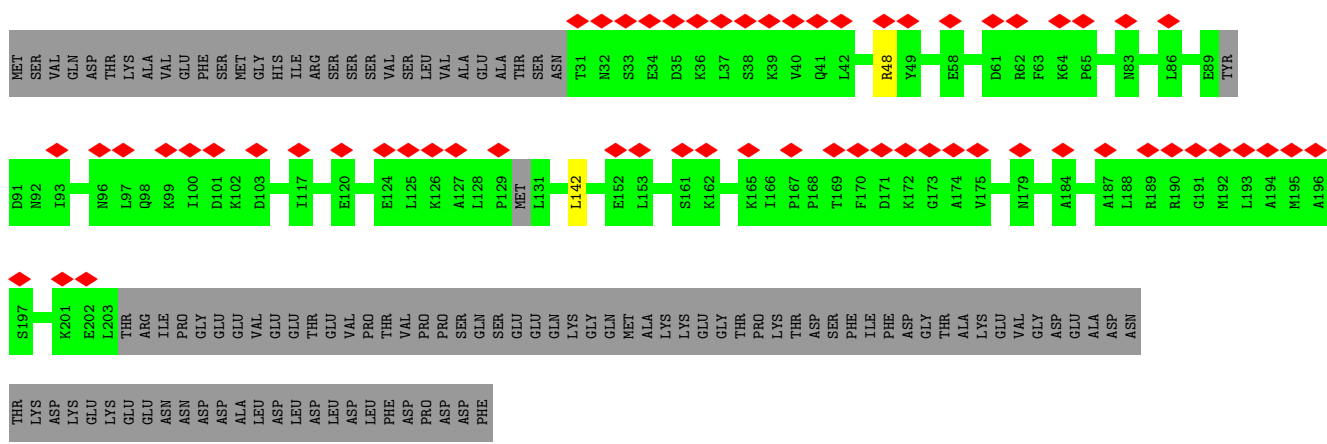 MET SER VAL GLN ASP THR LYS ALA VAL GLU PHE SER MET GLY HIS ILE ARG SER SER SER VAL SER LEU VAL ALA GLU ALA THR SER ASN T31 N32 S33 E34 D35 K36 L37 S38 K39 V40 Q41 L42 R48 Y49 E58 D61 R62 F63 K64 P65 N83 L86 E89 TYR
D91 N92 I93 N96 L97 Q98 K99 I100 D101 K102 D103 I117 E120 E124 L125 K126 A127 L128 P129 MET L131 L142 E152 L153 S161 K162 K165 I166 P167 P168 T169 F170 D171 K172 G173 A174 V175 N179 A184 A187 L188 R189 R190 G191 M192 L193 A194 M195 A196
S197 K201 E202 L203 THR ARG ILE PRO GLY GLU GLU VAL GLU GLU THR GLU VAL PRO THR VAL PRO PRO SER GLN SER GLU GLU GLN LYS GLY GLN MET ALA LYS LYS GLU GLY THR PRO LYS THR ASP SER PHE ILE PHE ASP GLY THR ALA LYS GLU VAL GLY ASP GLU ALA ASP ASN
THR LYS ASP LYS GLU LYS GLU GLU ASN ASN ASP ASP ALA LEU ASP GLU LEU ASP LEU ASP LEU PHE ASP PRO ASP ASP PHE